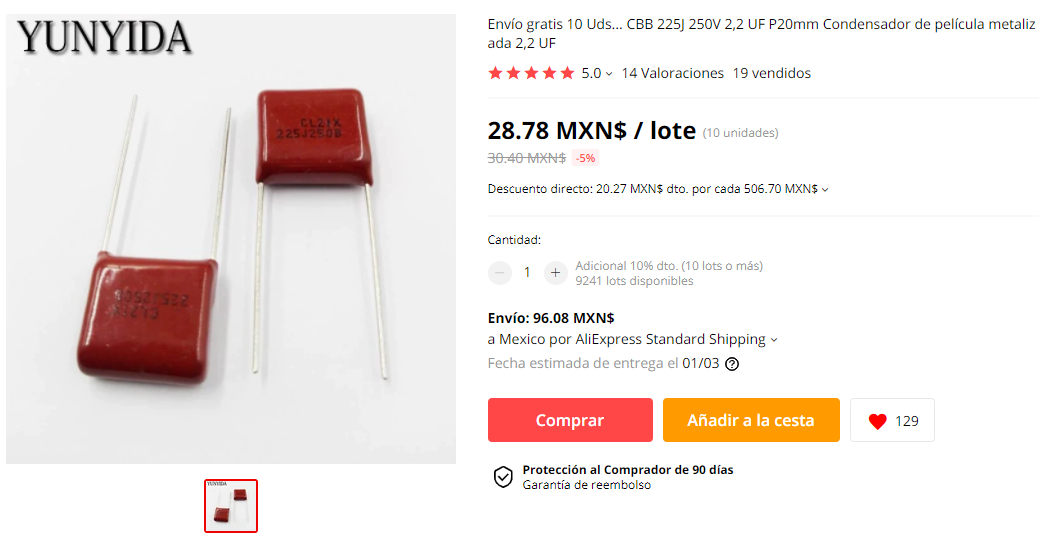 YUNYIDA
CL21X
225J250B
CL21X
225J250B
YUNYIDA
Envío gratis 10 Uds... CBB 225J 250V 2,2 UF P20mm Condensador de película metaliz
ada 2,2 UF
5.0 14 Valoraciones 19 vendidos
28.78 MXN$ / lote (10 unidades)
30.40 MXN$ -5%
Descuento directo: 20.27 MXN$ dto. por cada 506.70 MXN$
Cantidad:
1 + Adicional 10% dto. (10 lots o más)
9241 lots disponibles
Envío: 96.08 MXN$
a Mexico por AliExpress Standard Shipping
Fecha estimada de entrega el 01/03
Comprar
Añadir a la cesta
129
Protección al Comprador de 90 días
Garantía de reembolso